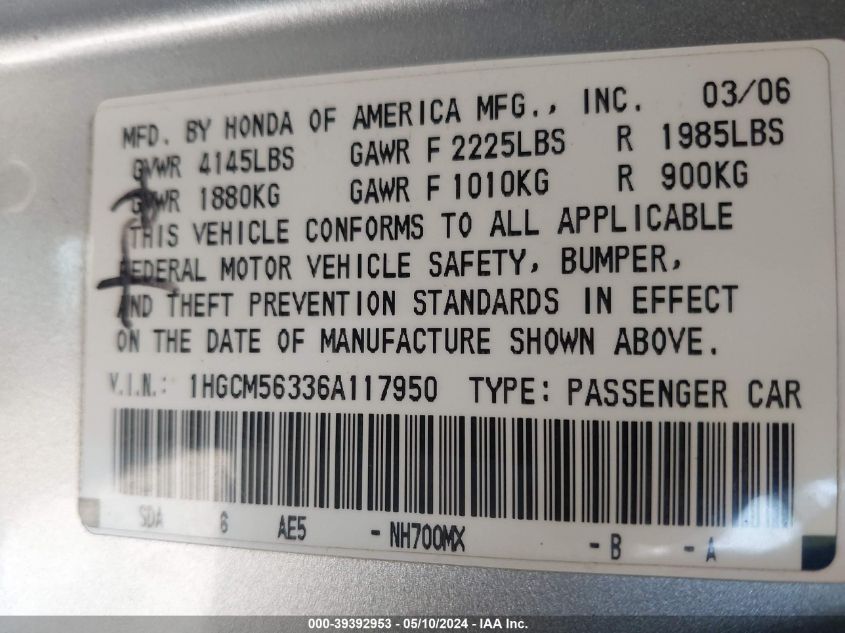 MFD. BY HONDA OF AMERICA MFG., INC. 03/06
GVWR 4145LBS GAWR F 2225LBS R 1985LBS
GVWR 1880KG GAWR F 1010KG R 900KG
THIS VEHICLE CONFORMS TO ALL APPLICABLE
FEDERAL MOTOR VEHICLE SAFETY, BUMPER,
AND THEFT PREVENTION STANDARDS IN EFFECT
ON THE DATE OF MANUFACTURE SHOWN ABOVE.
V.I.N.: 1HGCM56336A117950 TYPE: PASSENGER CAR
SDA 6 AE5 - NH700MX - B - A
000-39392953 - 05/10/2024 - IAA Inc.